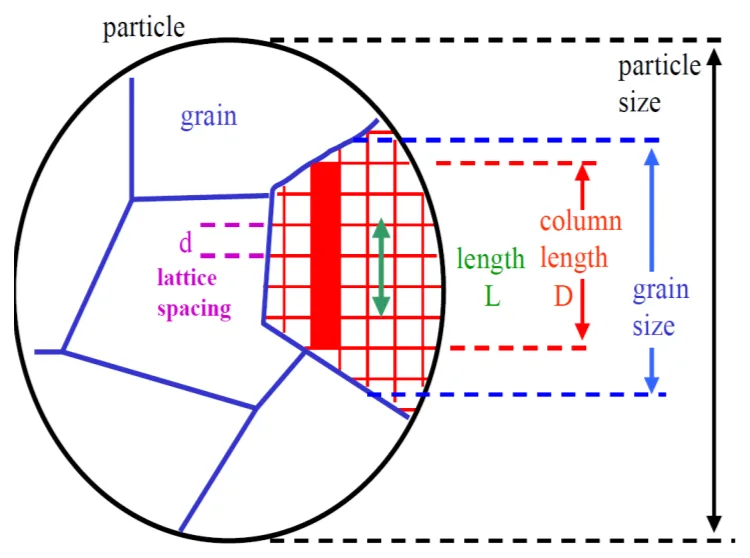 particle
grain
d
lattice
spacing
length
L
column
length
D
grain
size
particle
size